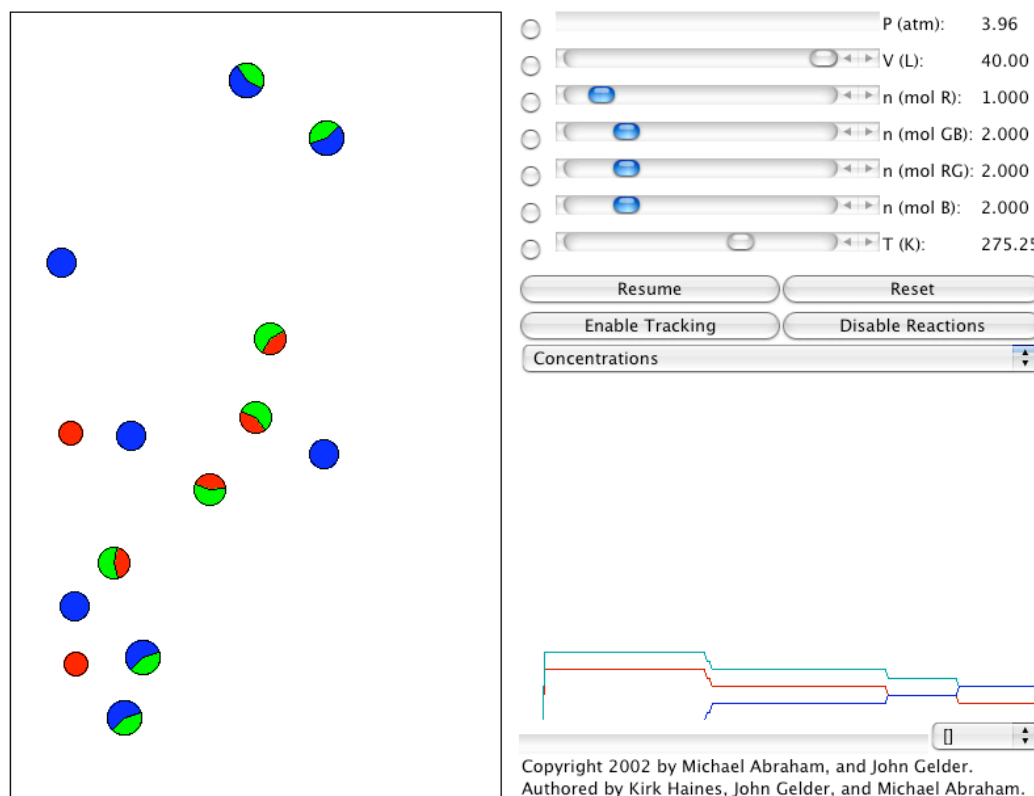 P (atm): 3.96
V (L): 40.00
n (mol R): 1.000
n (mol GB): 2.000
n (mol RG): 2.000
n (mol B): 2.000
T (K): 275.25
Resume Reset
Enable Tracking Disable Reactions
Concentrations
[]
Copyright 2002 by Michael Abraham, and John Gelder.
Authored by Kirk Haines, John Gelder, and Michael Abraham.